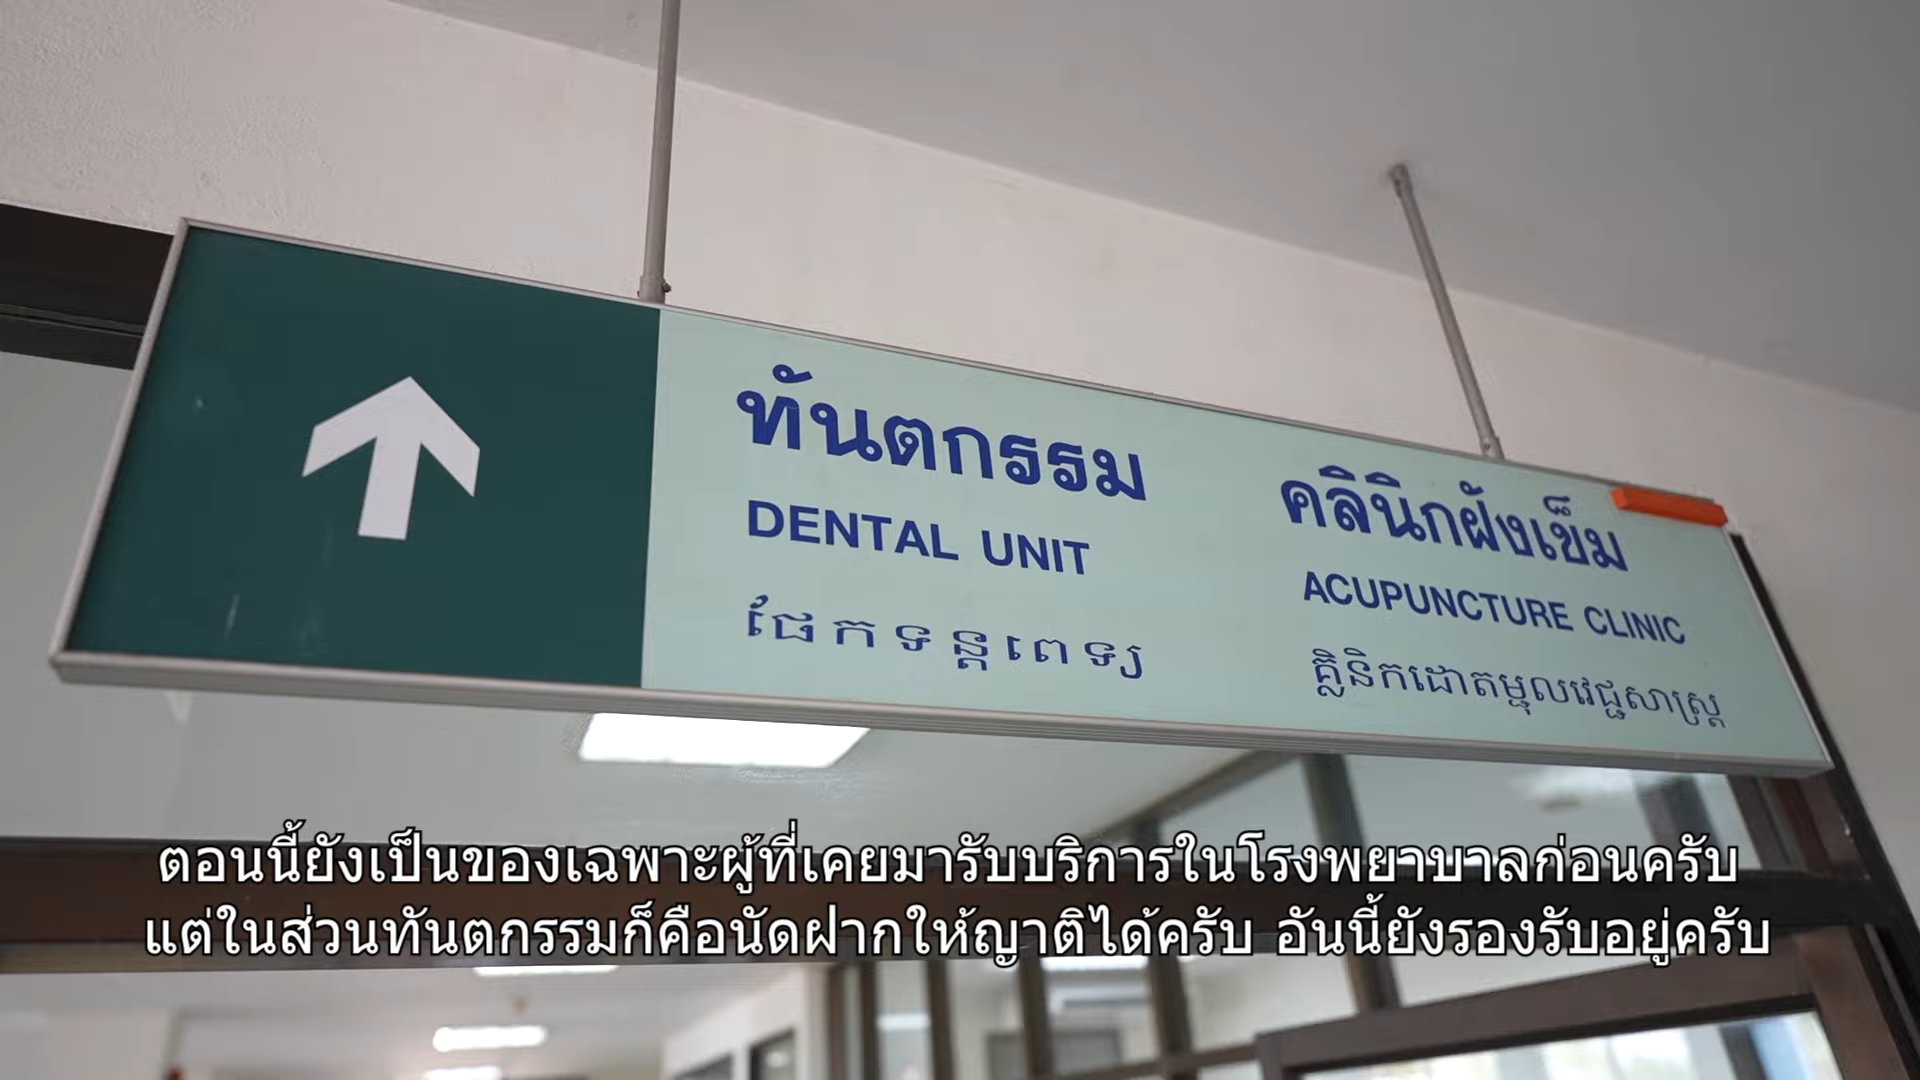 ทันตกรรม
DENTAL UNIT
ផែកទន្តពេទ្យ
คลินิกฝังเข็ม
ACUPUNCTURE CLINIC
គ្លិនិកដោតម្ជុលវេជ្ជសាស្ត្រ
ตอนนี้ยังเป็นของเฉพาะผู้ที่เคยมารับบริการในโรงพยาบาลก่อนครับ
แต่ในส่วนทันตกรรมก็คือนัดฝากให้ญาติได้ครับ อันนี้ยังรองรับอยู่ครับ